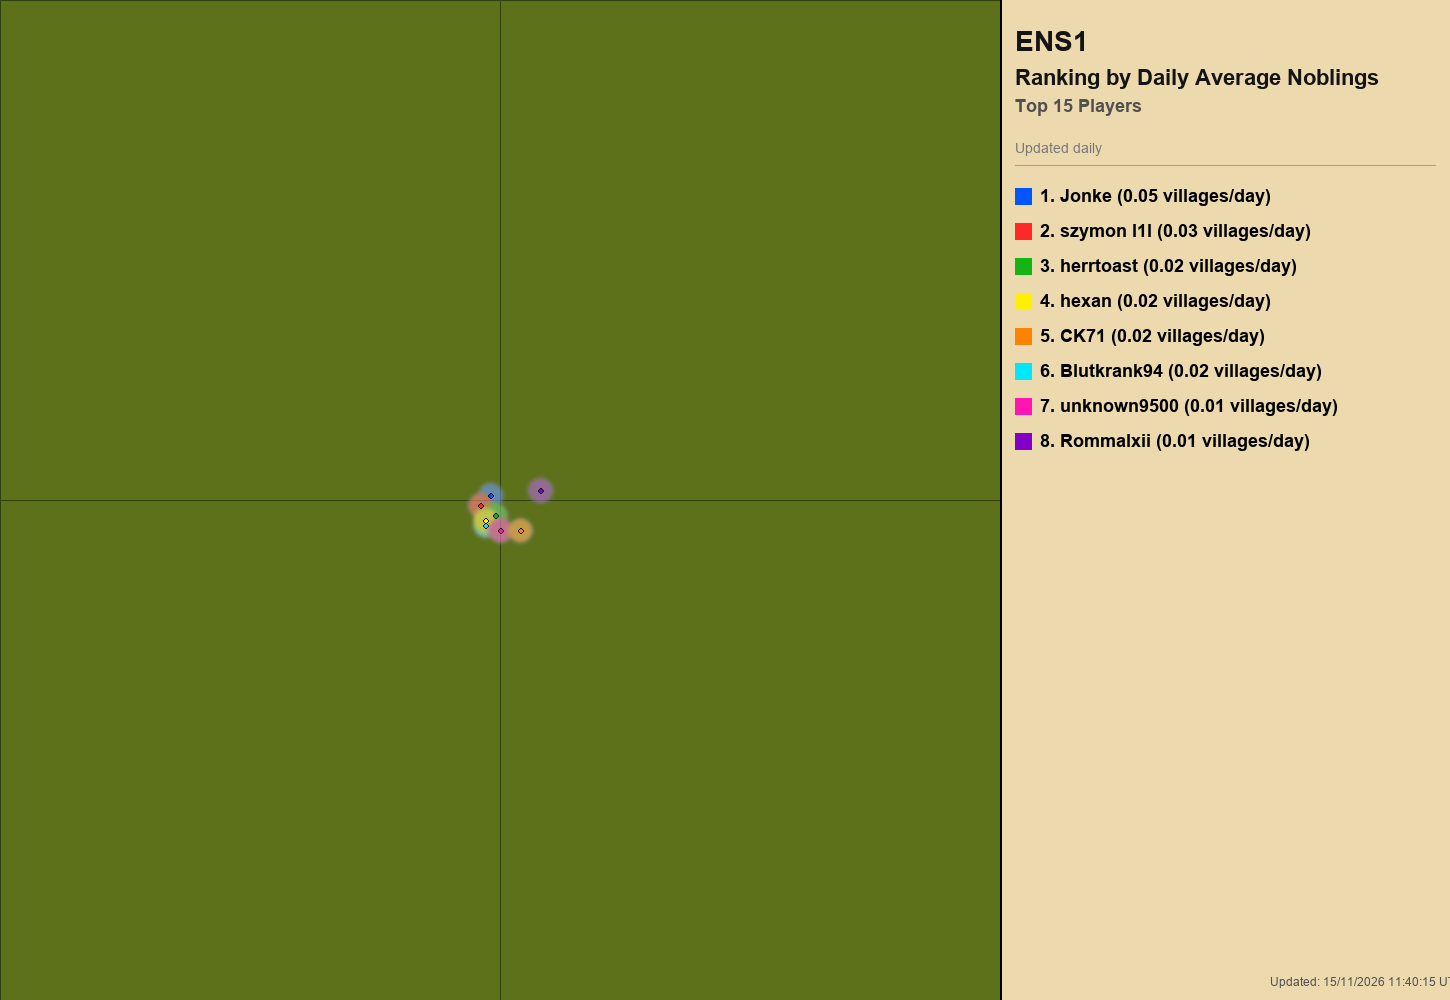 ENS1
Ranking by Daily Average Noblings
Top 15 Players
Updated daily
1. Jonke (0.05 villages/day)
2. szymon l1l (0.03 villages/day)
3. herrtoast (0.02 villages/day)
4. hexan (0.02 villages/day)
5. CK71 (0.02 villages/day)
6. Blutkrank94 (0.02 villages/day)
7. unknown9500 (0.01 villages/day)
8. Rommalxii (0.01 villages/day)
Updated: 15/11/2026 11:40:15